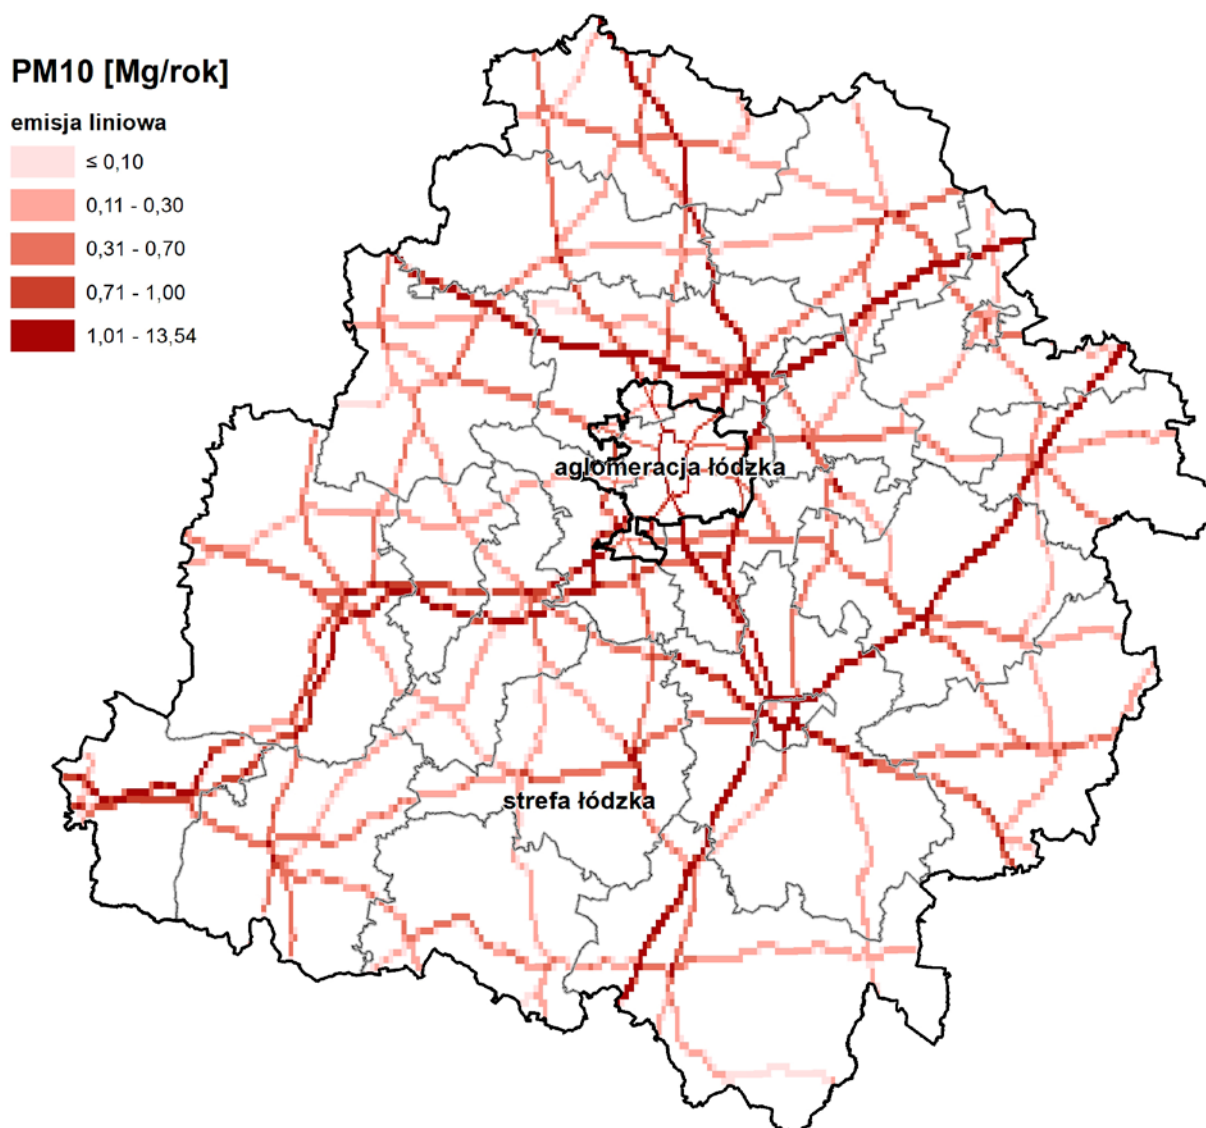 PM10 [Mg/rok]
emisja liniowa
≤ 0,10
0,11 - 0,30
0,31 - 0,70
0,71 - 1,00
1,01 - 13,54
aglomeracja łódzka
strefa łódzka